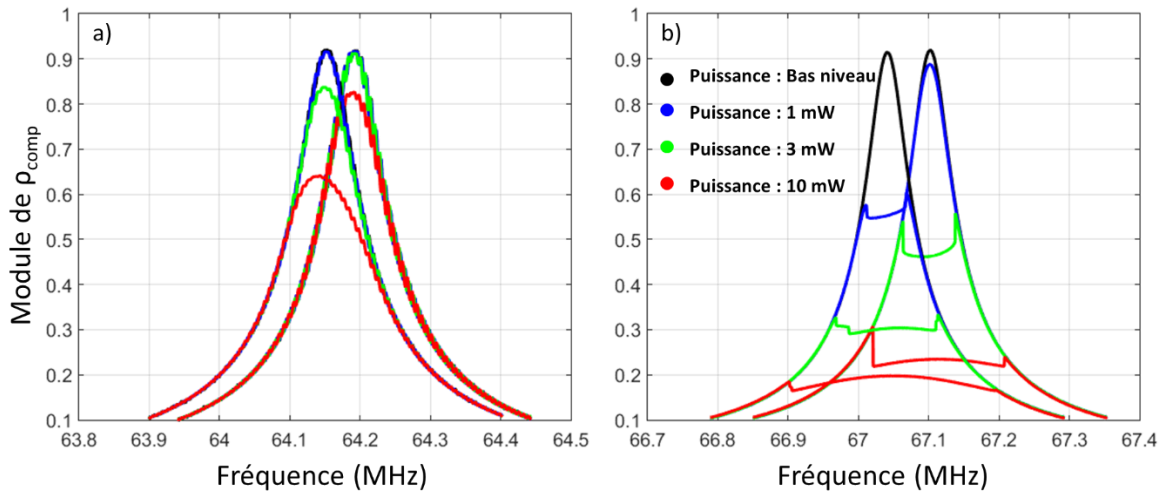 a)
Module de ρcomp
1
0.9
0.8
0.7
0.6
0.5
0.4
0.3
0.2
0.1
63.8 63.9 64 64.1 64.2 64.3 64.4 64.5
Fréquence (MHz)
b)
Puissance : Bas niveau
Puissance : 1 mW
Puissance : 3 mW
Puissance : 10 mW
1
0.9
0.8
0.7
0.6
0.5
0.4
0.3
0.2
0.1
66.7 66.8 66.9 67 67.1 67.2 67.3 67.4
Fréquence (MHz)